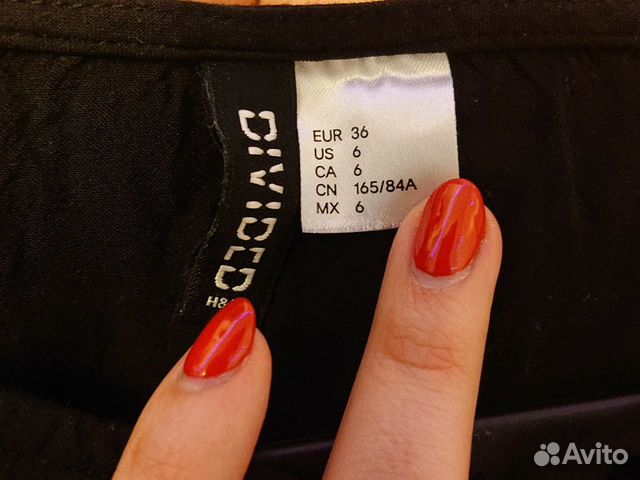 DIVIDED
H&
EUR 36
US 6
CA 6
CN 165/84A
MX 6
Avito